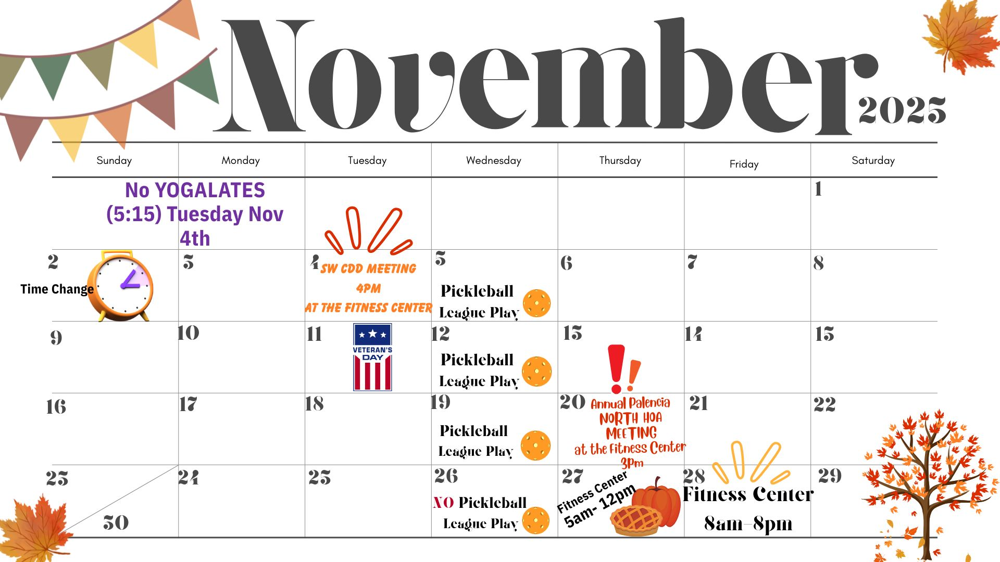 November 2025
Sunday Monday Tuesday Wednesday Thursday Friday Saturday
No YOGALATES
(5:15) Tuesday Nov
4th
1
2
Time Change
3
4
SW CDD MEETING
4PM
AT THE FITNESS CENTER
5
Pickleball
League Play
6
7
8
9
10
11
VETERAN'S
DAY
12
Pickleball
League Play
13
14
15
16
17
18
19
Pickleball
League Play
20
Annual Palencia
NORTH HOA
MEETING
at the Fitness Center
3Pm
21
22
23
30
24
25
26
NO Pickleball
League Play
27
Fitness Center
5am- 12pm
28
Fitness Center
8am-8pm
29